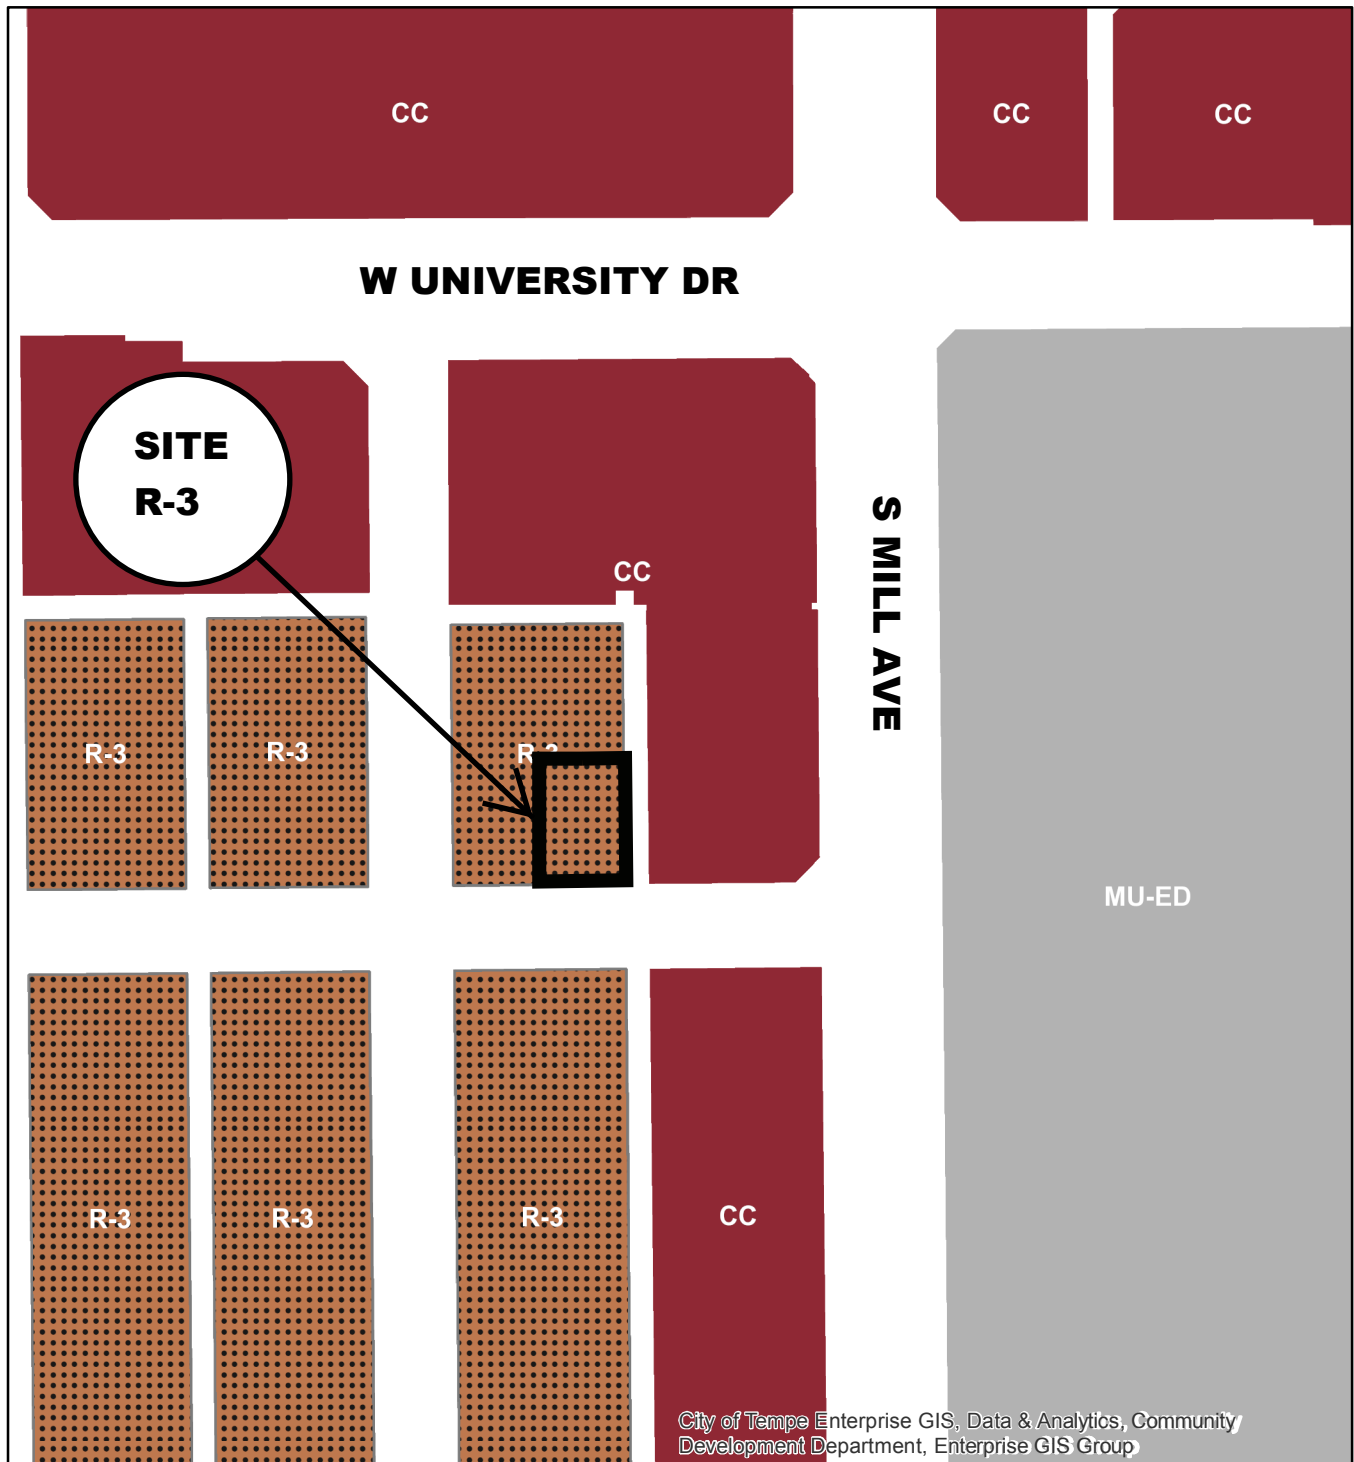 CC
CC
CC
W UNIVERSITY DR
SITE
R-3
S MILL AVE
CC
R-3
R-3
R-3
MU-ED
R-3
R-3
R-3
CC
City of Tempe Enterprise GIS, Data & Analytics, Community
Development Department, Enterprise GIS Group